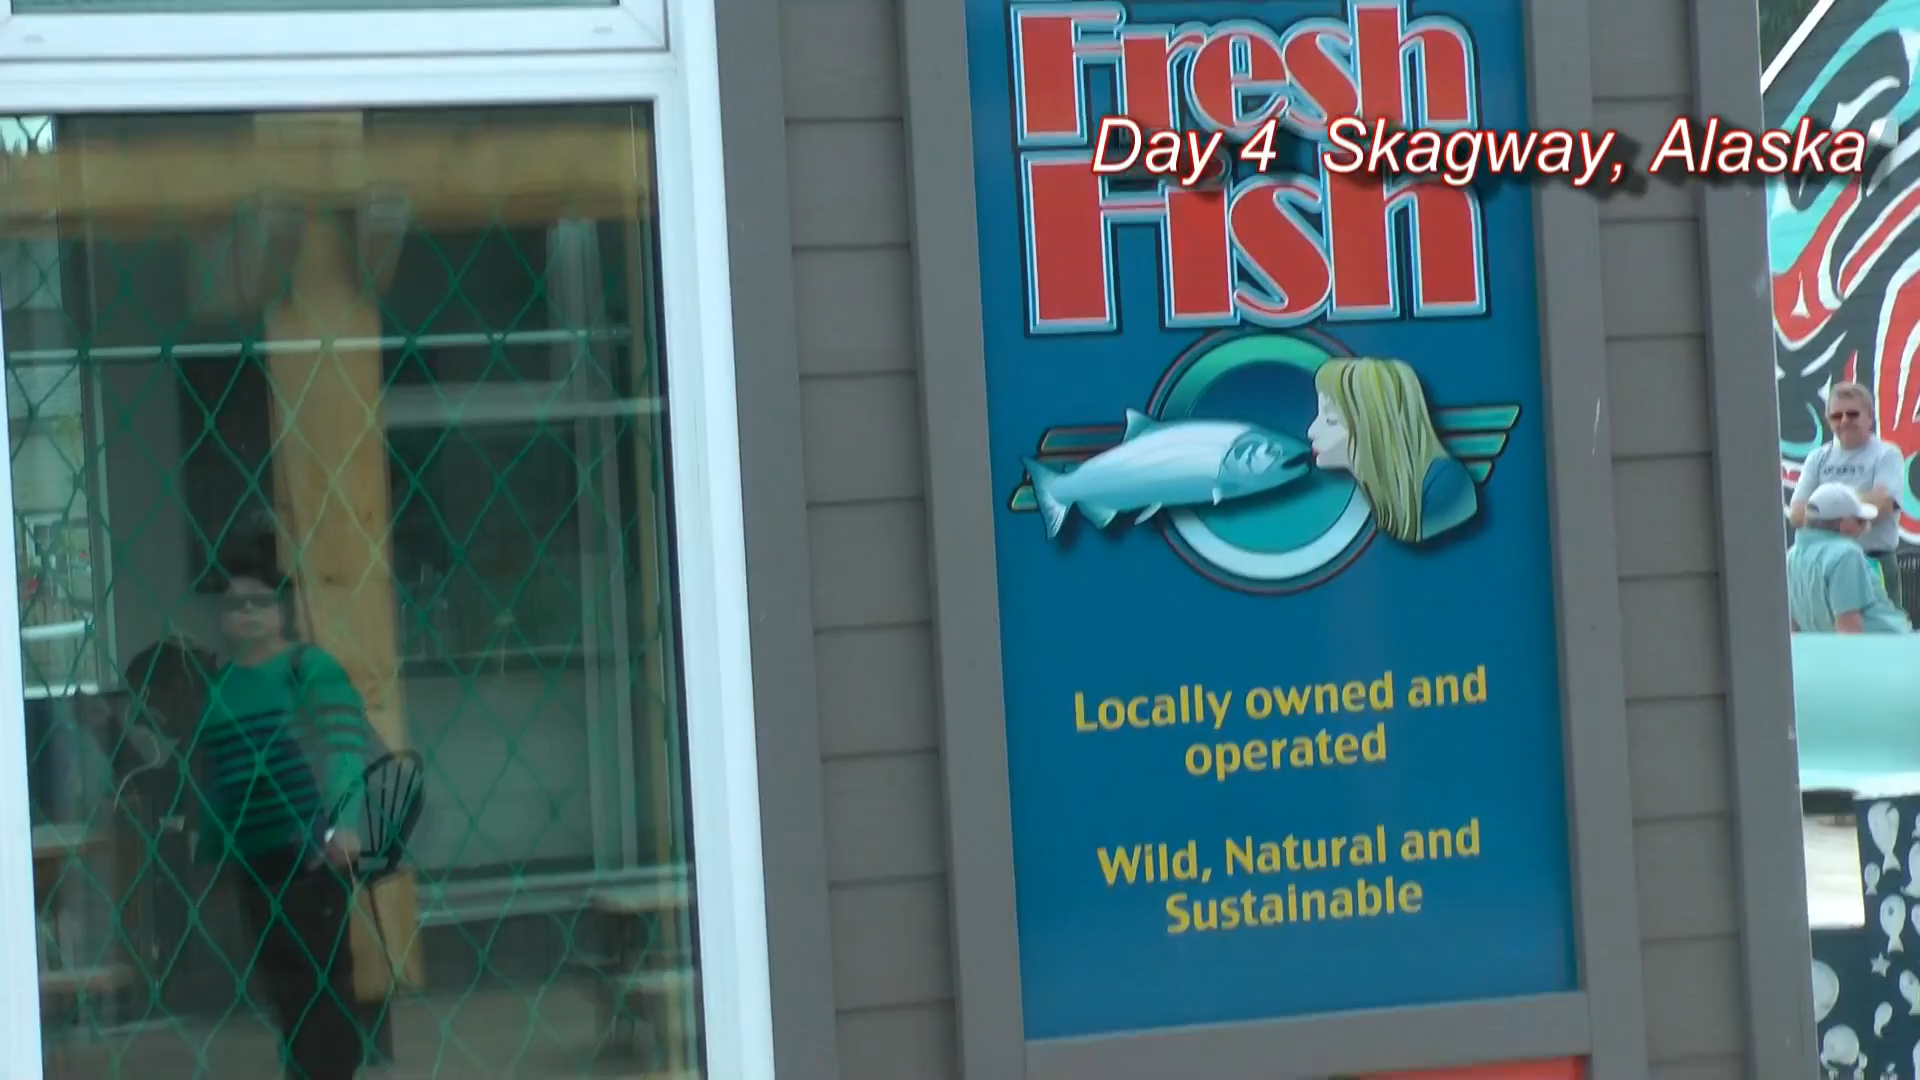 Fresh
Day 4 Skagway, Alaska
Fish
Locally owned and
operated
Wild, Natural and
Sustainable